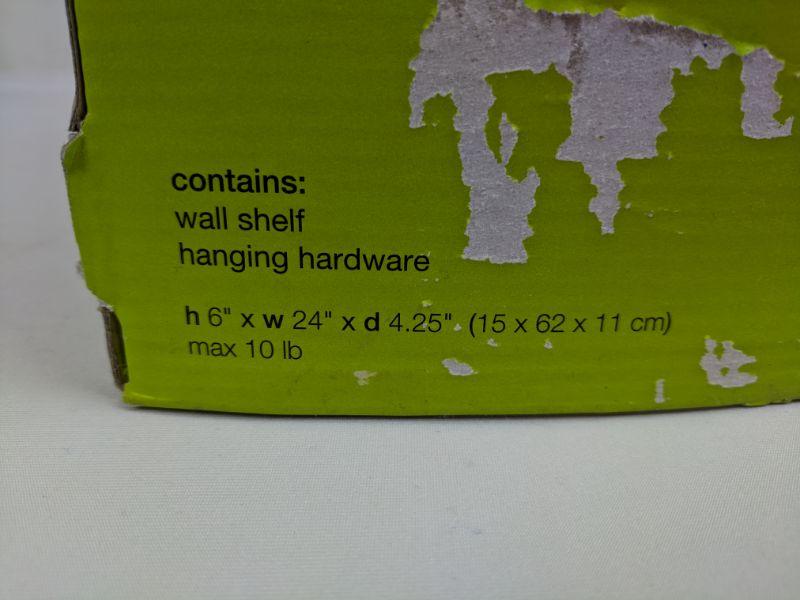 contains:
wall shelf
hanging hardware
h 6" x w 24" x d 4.25". (15 x 62 x 11 cm)
max 10 lb